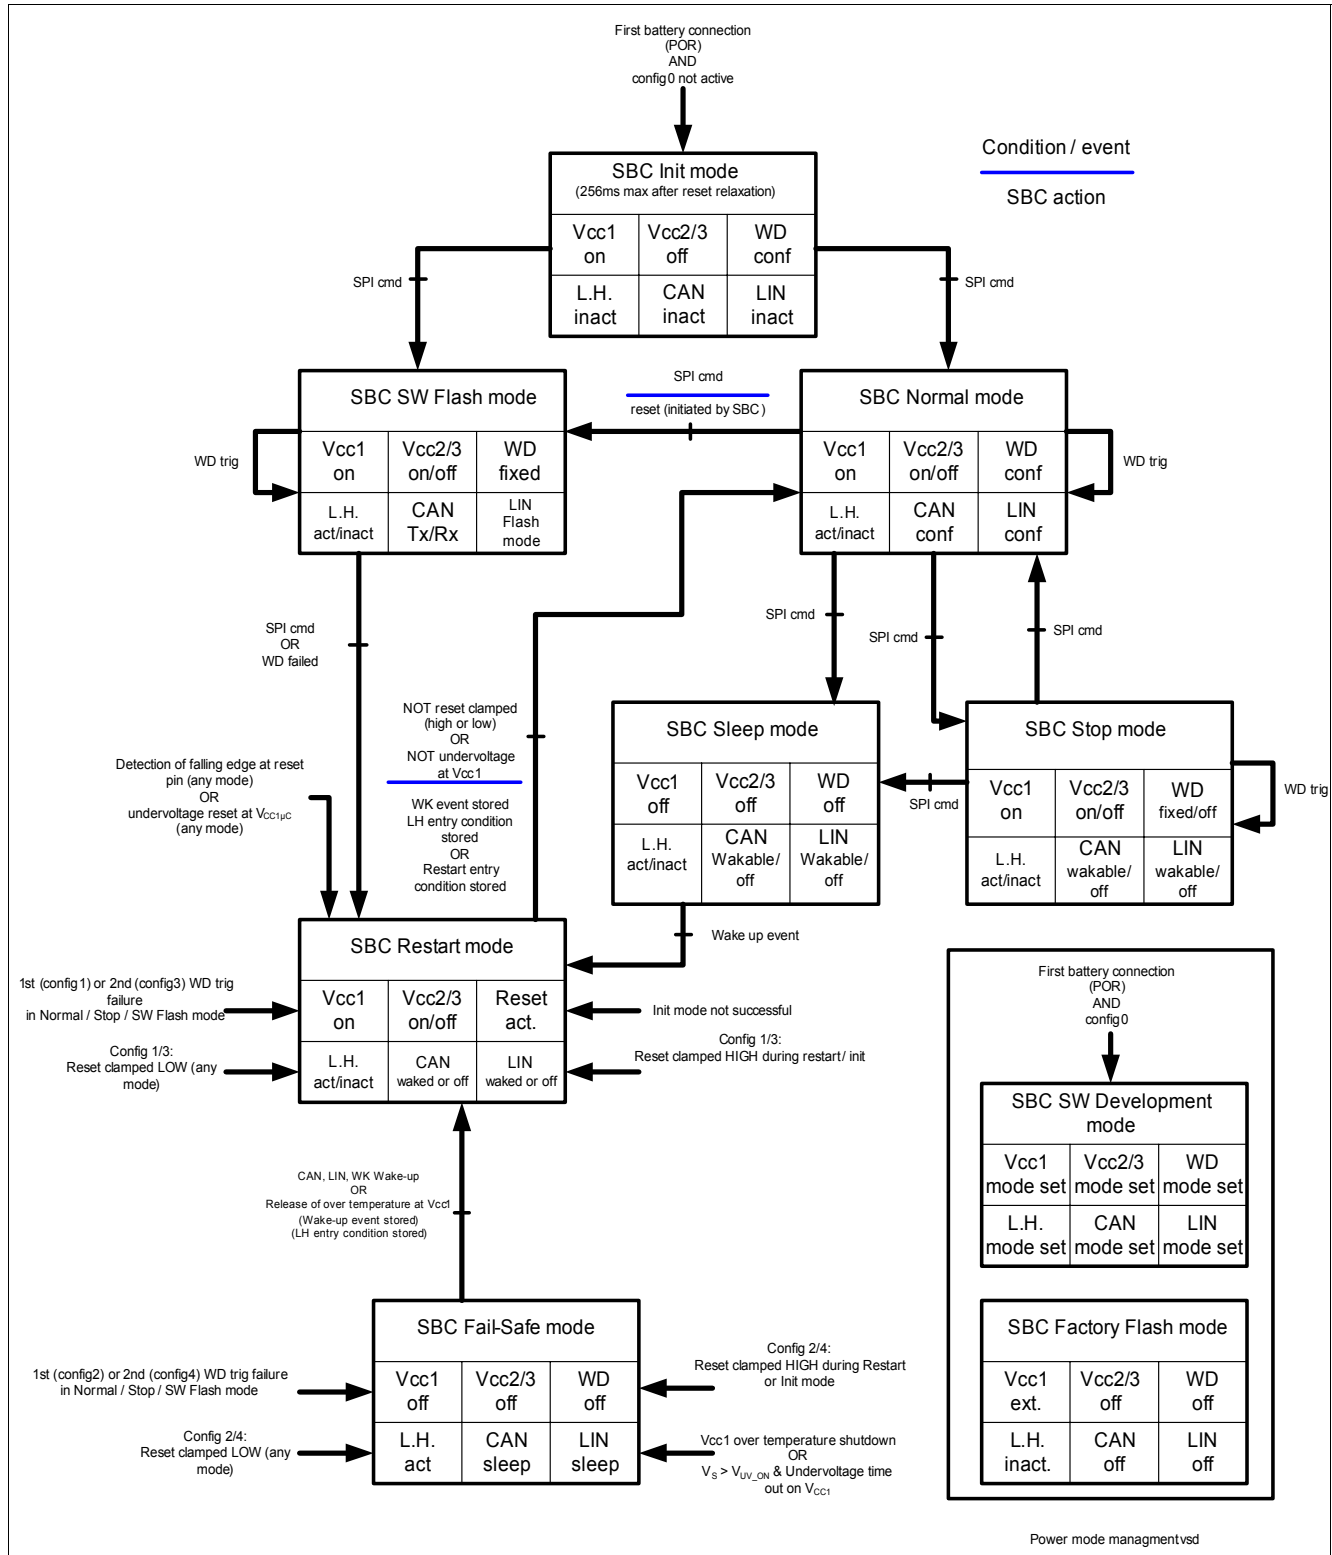 First battery connection
(POR)
AND
config0 not active
Condition / event
SBC action
SBC Init mode
(256ms max after reset relaxation)
Vcc1 on
Vcc2/3 off
WD conf
L.H. inact
CAN inact
LIN inact
SPI cmd
SPI cmd
SBC SW Flash mode
Vcc1 on
Vcc2/3 on/off
WD fixed
L.H. act/inact
CAN Tx/Rx
LIN Flash mode
WD trig
SPI cmd
reset (initiated by SBC)
SBC Normal mode
Vcc1 on
Vcc2/3 on/off
WD conf
L.H. act/inact
CAN conf
LIN conf
WD trig
SPI cmd
OR
WD failed
SPI cmd
SPI cmd
SPI cmd
NOT reset clamped
(high or low)
OR
NOT undervoltage
at Vcc1
WK event stored
LH entry condition
stored
OR
Restart entry
condition stored
Detection of falling edge at reset
pin (any mode)
OR
undervoltage reset at VCC1µC
(any mode)
SBC Sleep mode
Vcc1 off
Vcc2/3 off
WD off
L.H. act/inact
CAN Wakable/ off
LIN Wakable/ off
SPI cmd
SBC Stop mode
Vcc1 on
Vcc2/3 on/off
WD fixed/off
L.H. act/inact
CAN wakable/ off
LIN wakable/ off
WD trig
Wake up event
SBC Restart mode
Vcc1 on
Vcc2/3 on/off
Reset act.
L.H. act/inact
CAN waked or off
LIN waked or off
1st (config1) or 2nd (config3) WD trig
failure
in Normal / Stop / SW Flash mode
Config 1/3:
Reset clamped LOW (any
mode)
Init mode not successful
Config 1/3:
Reset clamped HIGH during restart / init
CAN, LIN, WK Wake-up
OR
Release of over temperature at Vcc1
(Wake-up event stored)
(LH entry condition stored)
SBC Fail-Safe mode
Vcc1 off
Vcc2/3 off
WD off
L.H. act
CAN sleep
LIN sleep
1st (config2) or 2nd (config4) WD trig failure
in Normal / Stop / SW Flash mode
Config 2/4:
Reset clamped LOW (any
mode)
Config 2/4:
Reset clamped HIGH during Restart
or Init mode
Vcc1 over temperature shutdown
OR
VS > VUV_ON & Undervoltage time
out on VCC1
First battery connection
(POR)
AND
config0
SBC SW Development
mode
Vcc1 mode set
Vcc2/3 mode set
WD mode set
L.H. mode set
CAN mode set
LIN mode set
SBC Factory Flash mode
Vcc1 ext.
Vcc2/3 off
WD off
L.H. inact.
CAN off
LIN off
Power mode managment.vsd